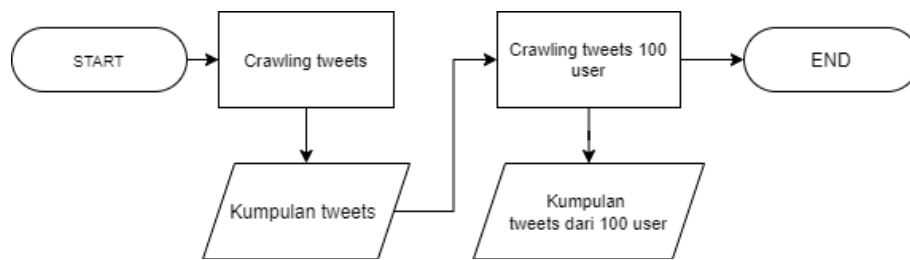 START
Crawling tweets
Kumpulan tweets
Crawling tweets 100
user
Kumpulan
tweets dari 100 user
END